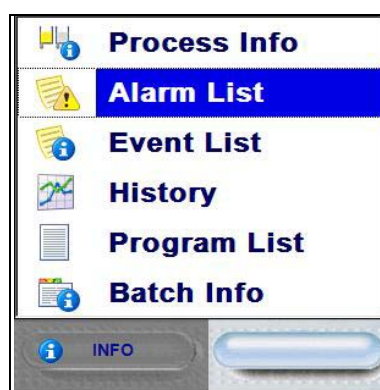 Process Info
Alarm List
Event List
History
Program List
Batch Info
INFO